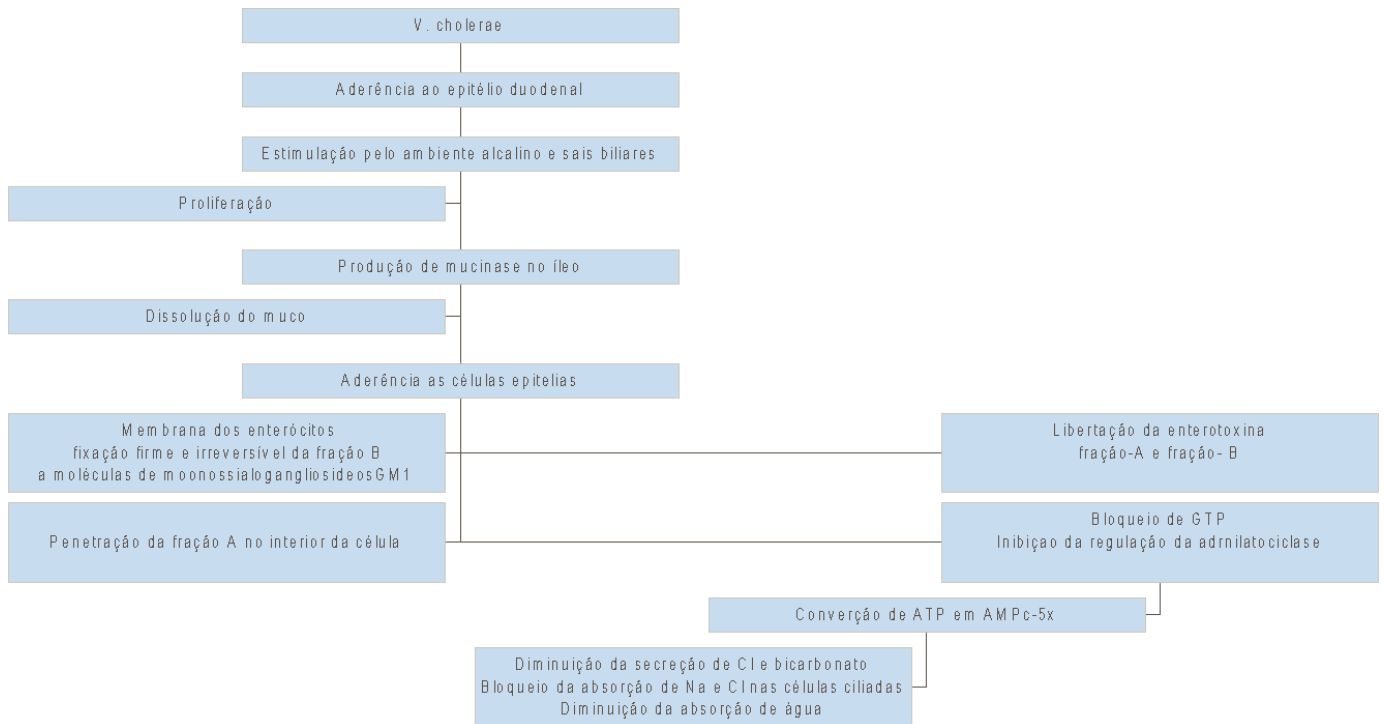 V. cholerae
Aderência ao epitélio duodenal
Estimulação pelo ambiente alcalino e sais biliares
Proliferação
Produção de mucinase no íleo
Dissolução do muco
Aderência as células epitelias
Membrana dos enterócitos
fixação firme e irreversível da fração B
a moléculas de moonossialogangliosideosGM1
Libertação da enterotoxina
fração-A e fração- B
Penetração da fração A no interior da célula
Bloqueio de GTP
Inibiçao da regulação da adrnilatociclase
Converção de ATP em AMPc-5x
Diminuição da secreção de Cl e bicarbonato
Bloqueio da absorção de Na e Cl nas células ciliadas
Diminuição da absorção de água